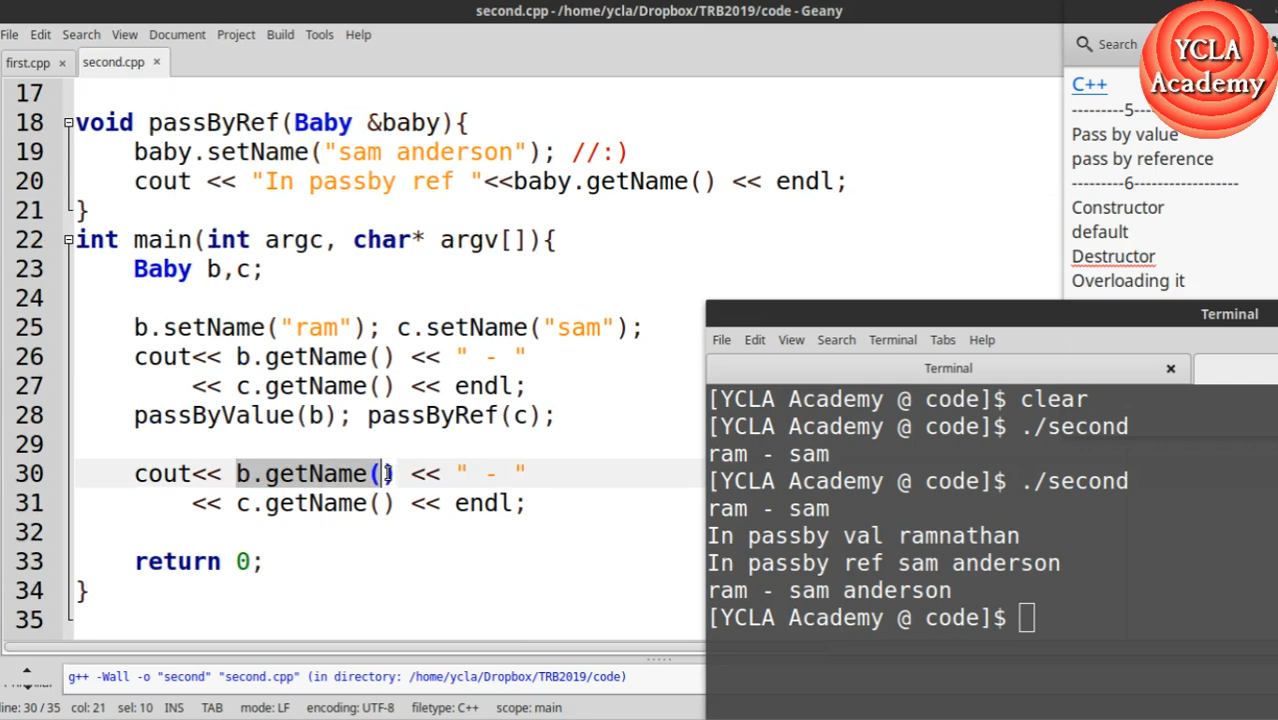 second.cpp - /home/ycla/Dropbox/TRB2019/code - Geany
File Edit Search View Document Project Build Tools Help
first.cpp × second.cpp ×
17
18 void passByRef(Baby &baby){
19 baby.setName("sam anderson"); //:)
20 cout << "In passby ref "<<baby.getName() << endl;
21 }
22 int main(int argc, char* argv[]){
23 Baby b,c;
24
25 b.setName("ram"); c.setName("sam");
26 cout<< b.getName() << " - "
27 << c.getName() << endl;
28 passByValue(b); passByRef(c);
29
30 cout<< b.getName() << " - "
31 << c.getName() << endl;
32
33 return 0;
34 }
35
g++ -Wall -o "second" "second.cpp" (in directory: /home/ycla/Dropbox/TRB2019/code)
line: 30 / 35 col: 21 sel: 10 INS TAB mode: LF encoding: UTF-8 filetype: C++ scope: main
Search
YCLA
Academy
C++
---------5----
Pass by value
pass by reference
---------6------------------
Constructor
default
Destructor
Overloading it
Terminal
File Edit View Search Terminal Tabs Help
Terminal ×
[YCLA Academy @ code]$ clear
[YCLA Academy @ code]$ ./second
ram - sam
[YCLA Academy @ code]$ ./second
ram - sam
In passby val ramnathan
In passby ref sam anderson
ram - sam anderson
[YCLA Academy @ code]$